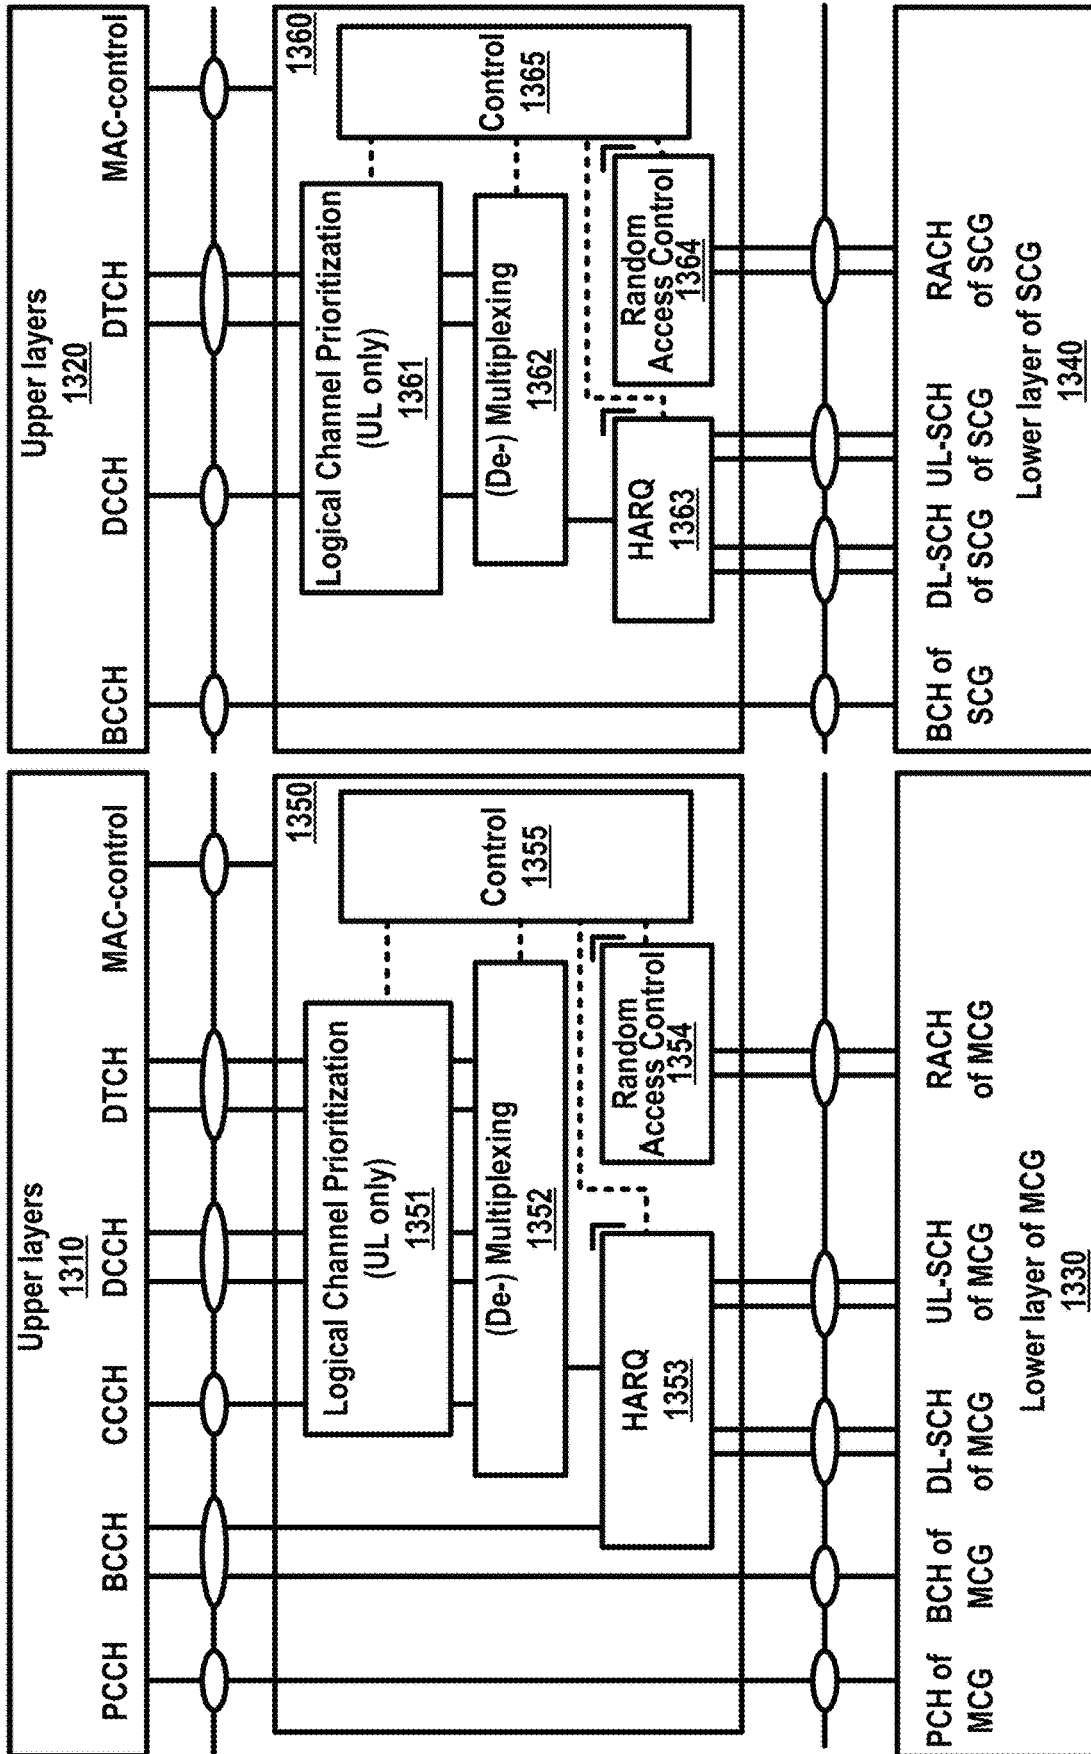 Upper layers
1310
PCCH
BCCH
CCCH
DCCH
DTCH
MAC-control
1350
Logical Channel Prioritization
(UL only)
1351
(De-) Multiplexing
1352
HARQ
1353
Random
Access Control
1354
Control
1355
PCH of
MCG
BCH of
MCG
DL-SCH
of MCG
UL-SCH
of MCG
RACH
of MCG
Lower layer of MCG
1330
Upper layers
1320
BCCH
DCCH
DTCH
MAC-control
1360
Logical Channel Prioritization
(UL only)
1361
(De-) Multiplexing
1362
HARQ
1363
Random
Access Control
1364
Control
1365
BCH of
SCG
DL-SCH
of SCG
UL-SCH
of SCG
RACH
of SCG
Lower layer of SCG
1340